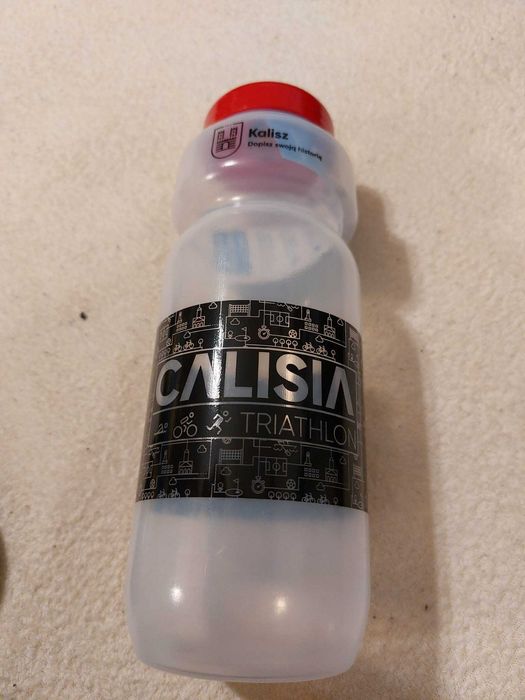 Kalisz
Dopisz swoją historię
CALISIA
TRIATHLON